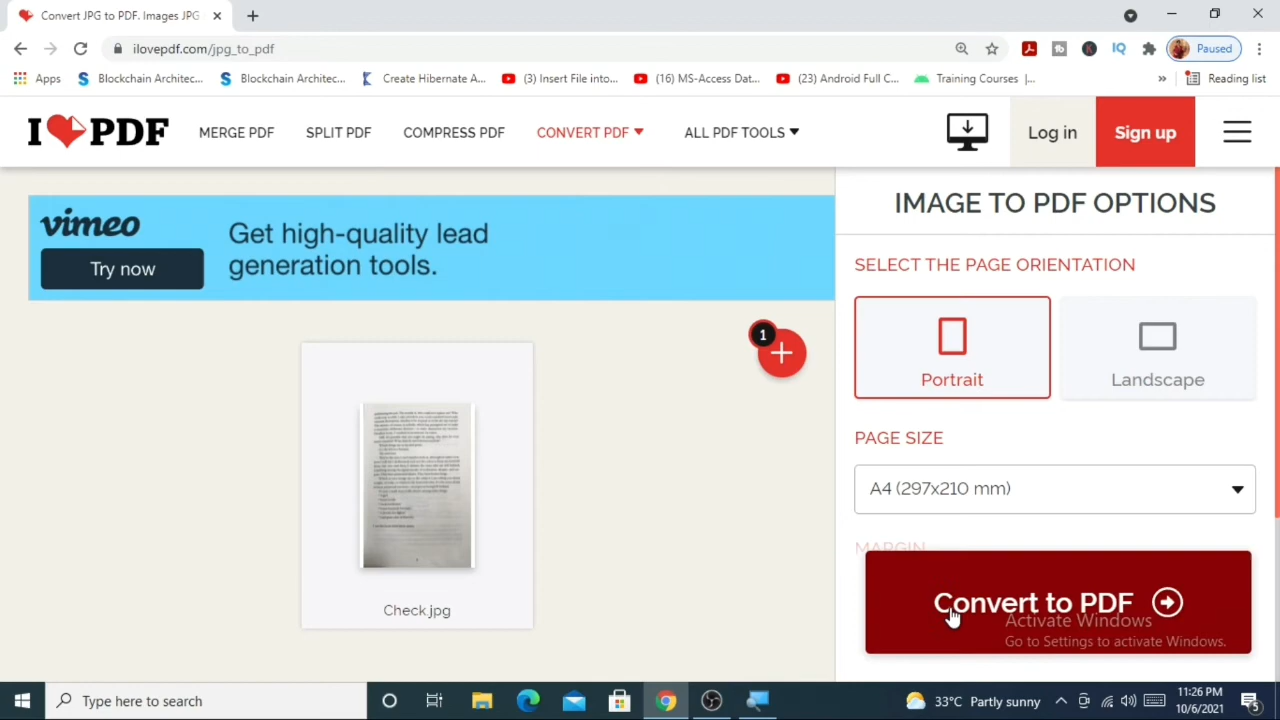 Convert JPG to PDF. Images JPG
ilovepdf.com/jpg_to_pdf
Paused
Apps
Blockchain Architec...
Blockchain Architec...
Create Hibernate A...
(3) Insert File into...
(16) MS-Access Dat...
(23) Android Full C...
Training Courses |...
»
Reading list
I PDF
MERGE PDF
SPLIT PDF
COMPRESS PDF
CONVERT PDF
ALL PDF TOOLS
Log in
Sign up
vimeo
Try now
Get high-quality lead
generation tools.
1
Check.jpg
IMAGE TO PDF OPTIONS
SELECT THE PAGE ORIENTATION
Portrait
Landscape
PAGE SIZE
A4 (297x210 mm)
MARGIN
Convert to PDF
Activate Windows
Go to Settings to activate Windows.
Type here to search
33°C Partly sunny
11:26 PM
10/6/2021
5